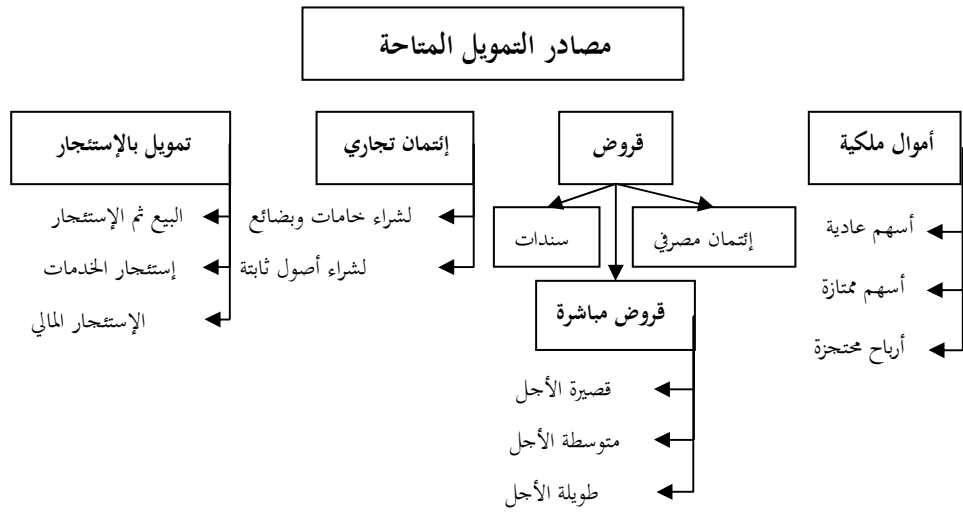 مصادر التمويل المتاحة
أموال ملكية
أسهم عادية
أسهم ممتازة
أرباح محتجزة
قروض
إئتمان مصرفي
سندات
قروض مباشرة
قصيرة الأجل
متوسطة الأجل
طويلة الأجل
إئتمان تجاري
لشراء خامات وبضائع
لشراء أصول ثابتة
تمويل بالإستئجار
البيع ثم الإستئجار
إستئجار الخدمات
الإستئجار المالي